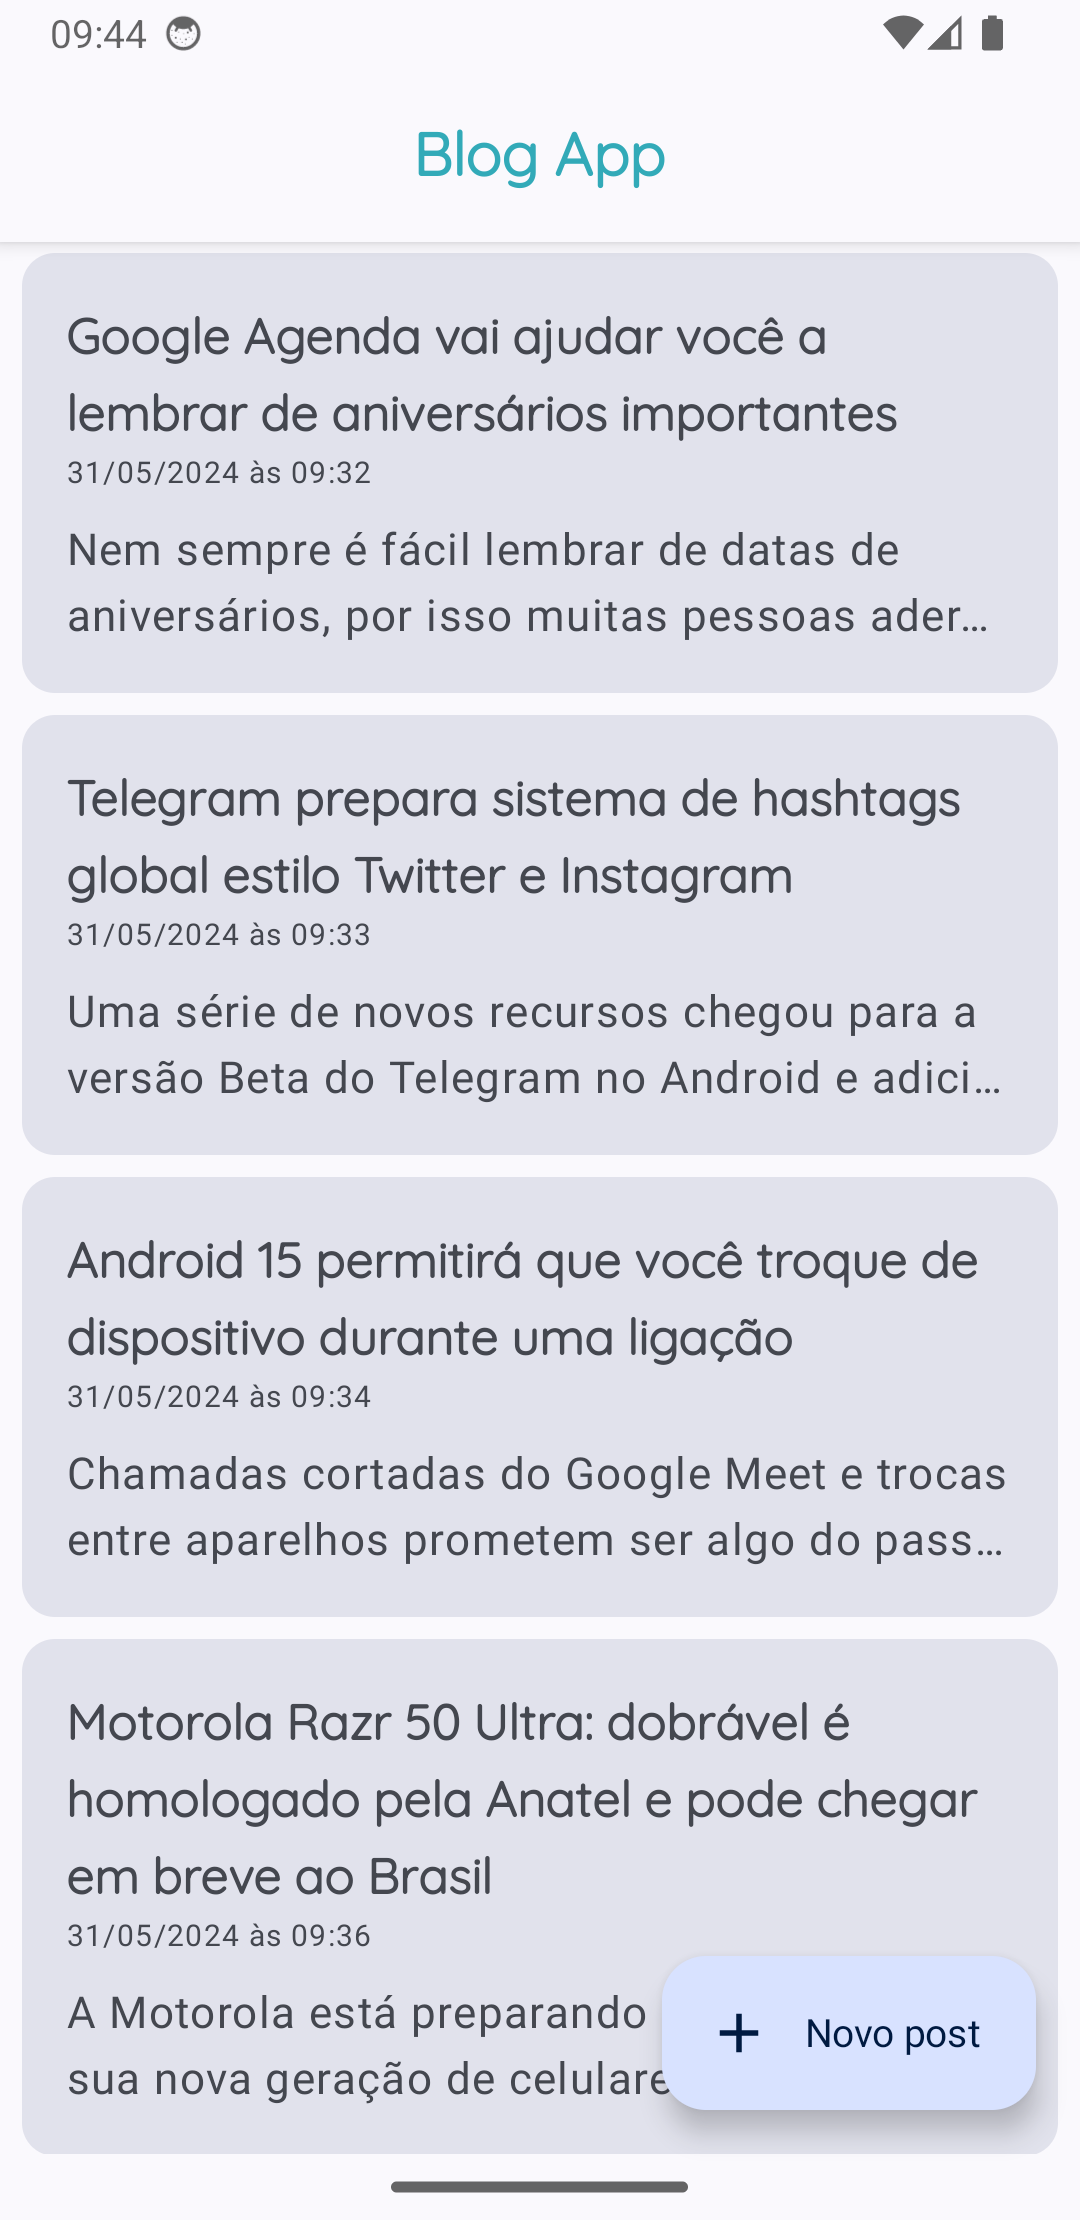 09:44
Blog App
Google Agenda vai ajudar você a
lembrar de aniversários importantes
31/05/2024 às 09:32
Nem sempre é fácil lembrar de datas de
aniversários, por isso muitas pessoas ader…
Telegram prepara sistema de hashtags
global estilo Twitter e Instagram
31/05/2024 às 09:33
Uma série de novos recursos chegou para a
versão Beta do Telegram no Android e adici…
Android 15 permitirá que você troque de
dispositivo durante uma ligação
31/05/2024 às 09:34
Chamadas cortadas do Google Meet e trocas
entre aparelhos prometem ser algo do pass…
Motorola Razr 50 Ultra: dobrável é
homologado pela Anatel e pode chegar
em breve ao Brasil
31/05/2024 às 09:36
A Motorola está preparando
sua nova geração de celulare
Novo post